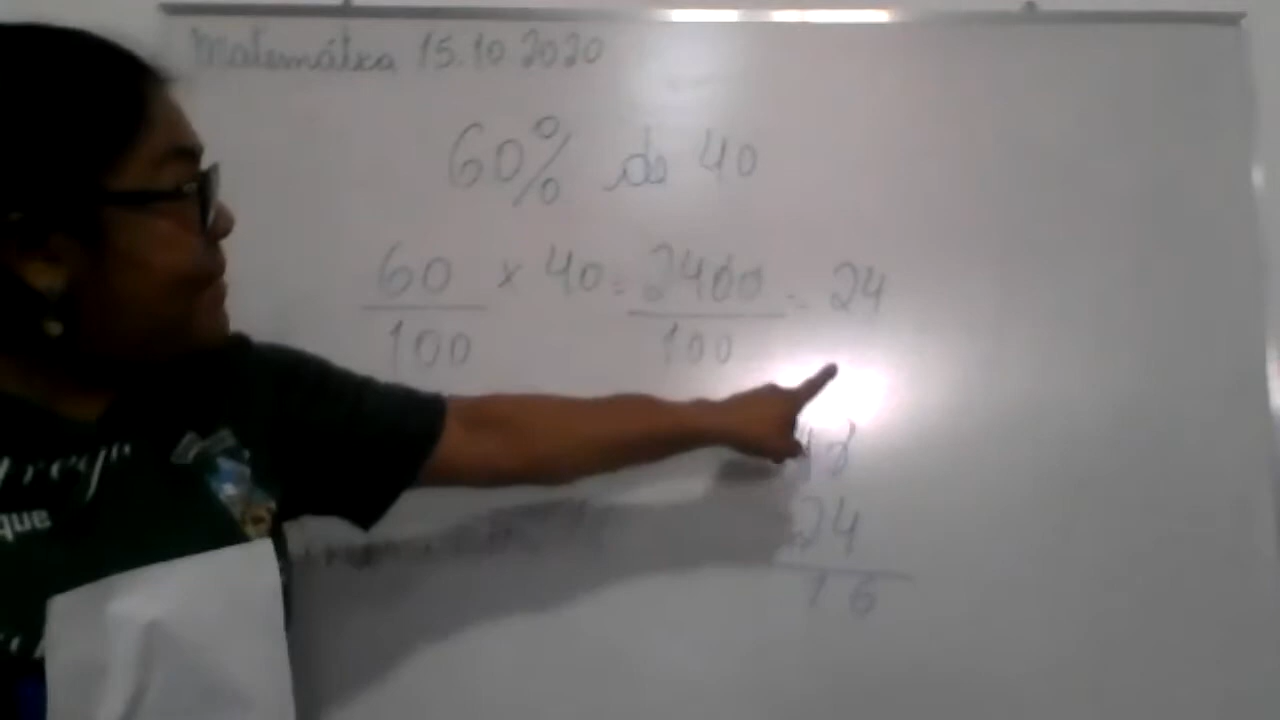 Matemática 15.10.2020
60% de 40
60 × 40 = 2400 = 24
100 100
24
16